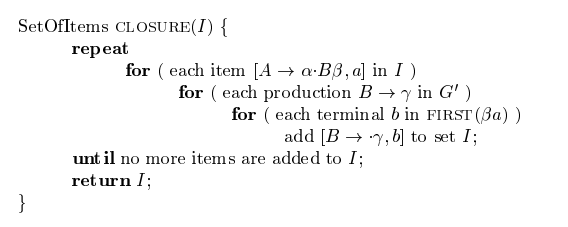 SetOfItems CLOSURE(I) {
repeat
for ( each item [A → α·Bβ, a] in I )
for ( each production B → γ in G′ )
for ( each terminal b in FIRST(βa) )
add [B → ·γ, b] to set I;
until no more items are added to I;
return I;
}